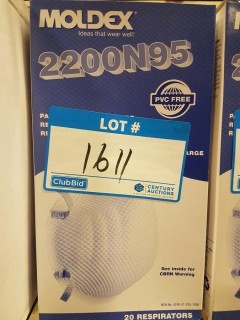 MOLDEX
Ideas that wear well!
2200N95
PVC FREE
LOT #
1611
ClubBid
CENTURY
AUCTIONS
See inside for
CBRN Warning
20 RESPIRATORS